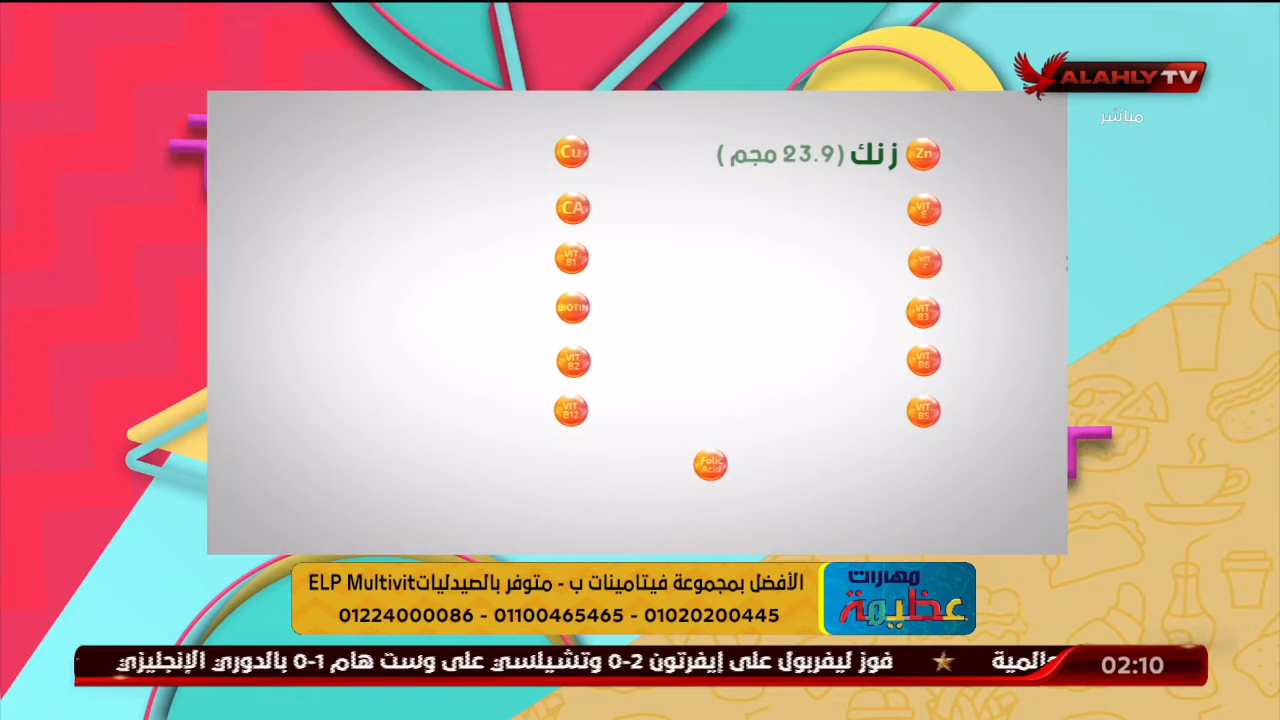 ALAHLY TV
مباشر
Zn زنك (23.9 مجم)
Cu
VIT E
CA
VIT C
VIT B1
VIT B3
BIOTIN
VIT B6
VIT B2
VIT B5
VIT B12
Folic Acid
مهارات
عظيمة
الأفضل بمجموعة فيتامينات ب - متوفر بالصيدليات ELP Multivit
01224000086 - 01100465465 - 01020200445
فوز ليفربول على إيفرتون 2-0 وتشيلسي على وست هام 1-0 بالدوري الإنجليزي
02:10